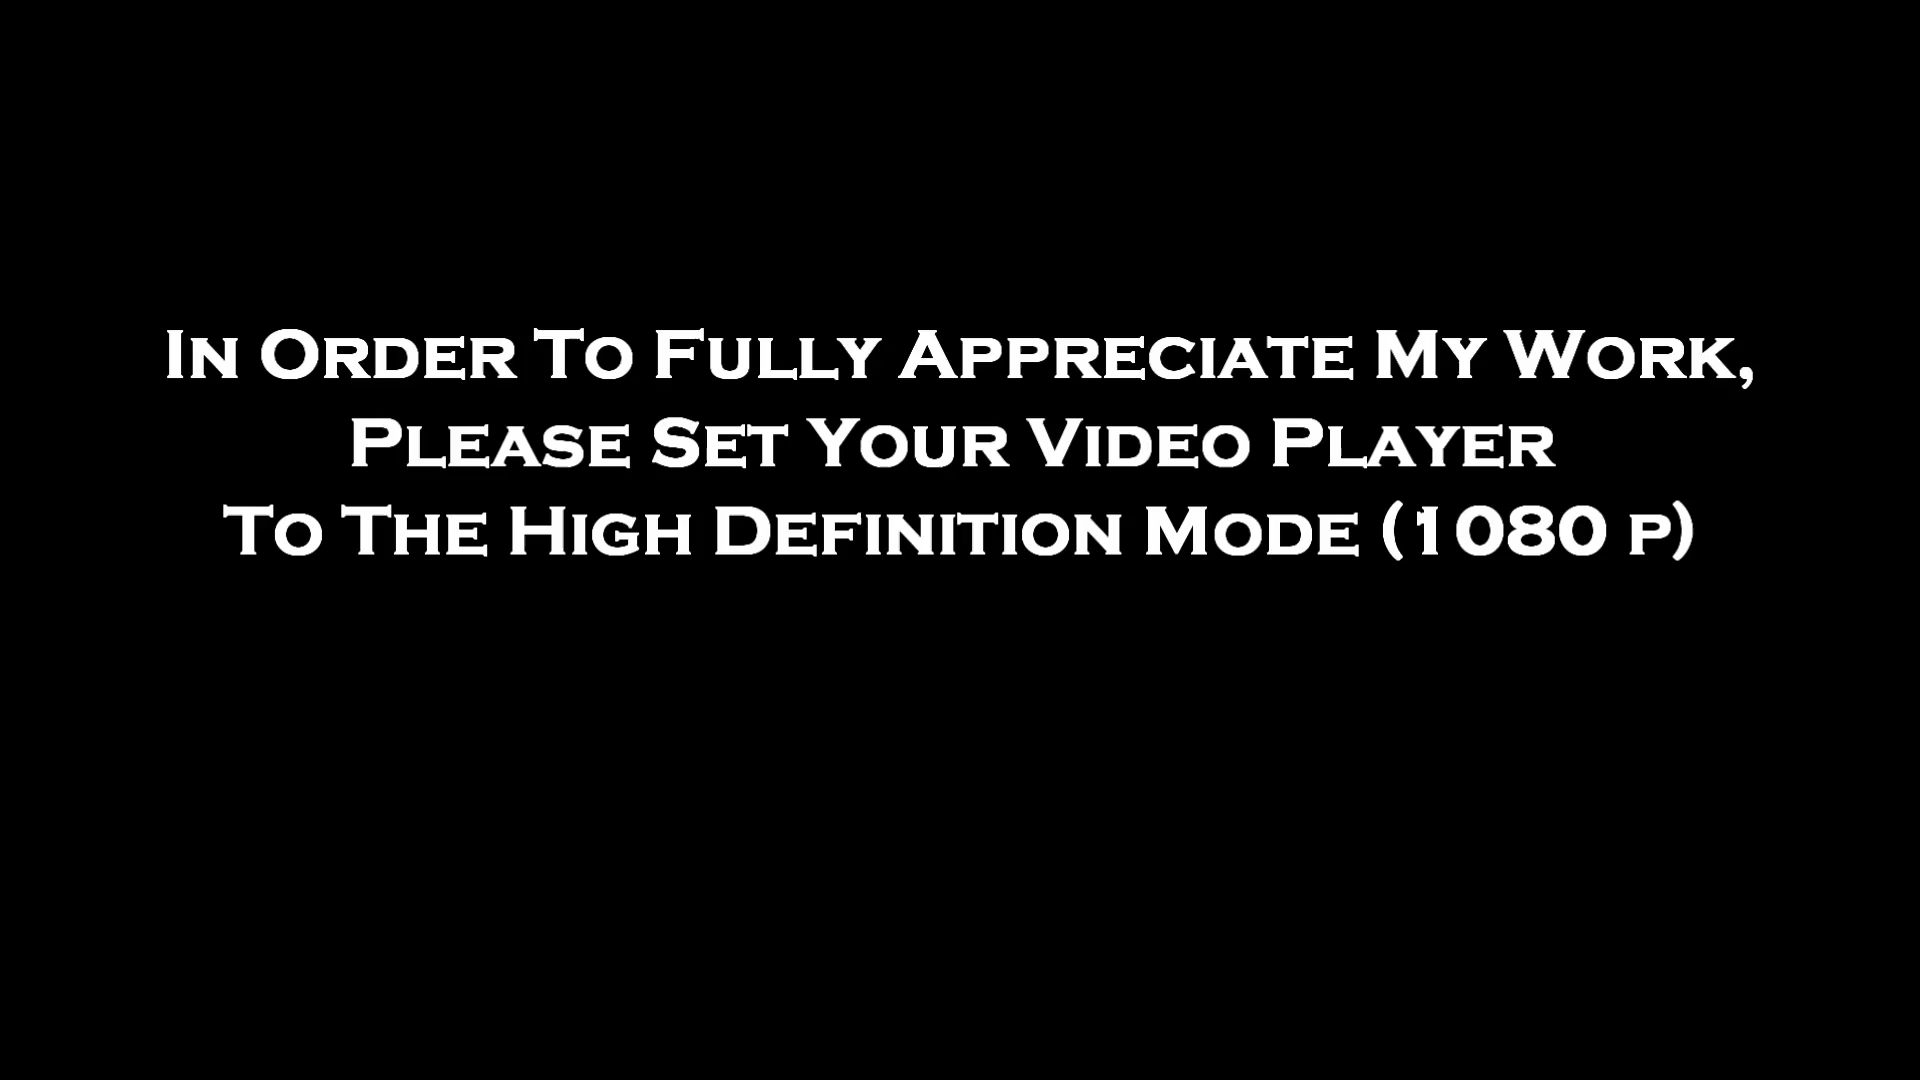 In Order To Fully Appreciate My Work,
Please Set Your Video Player
To The High Definition Mode (1080 p)